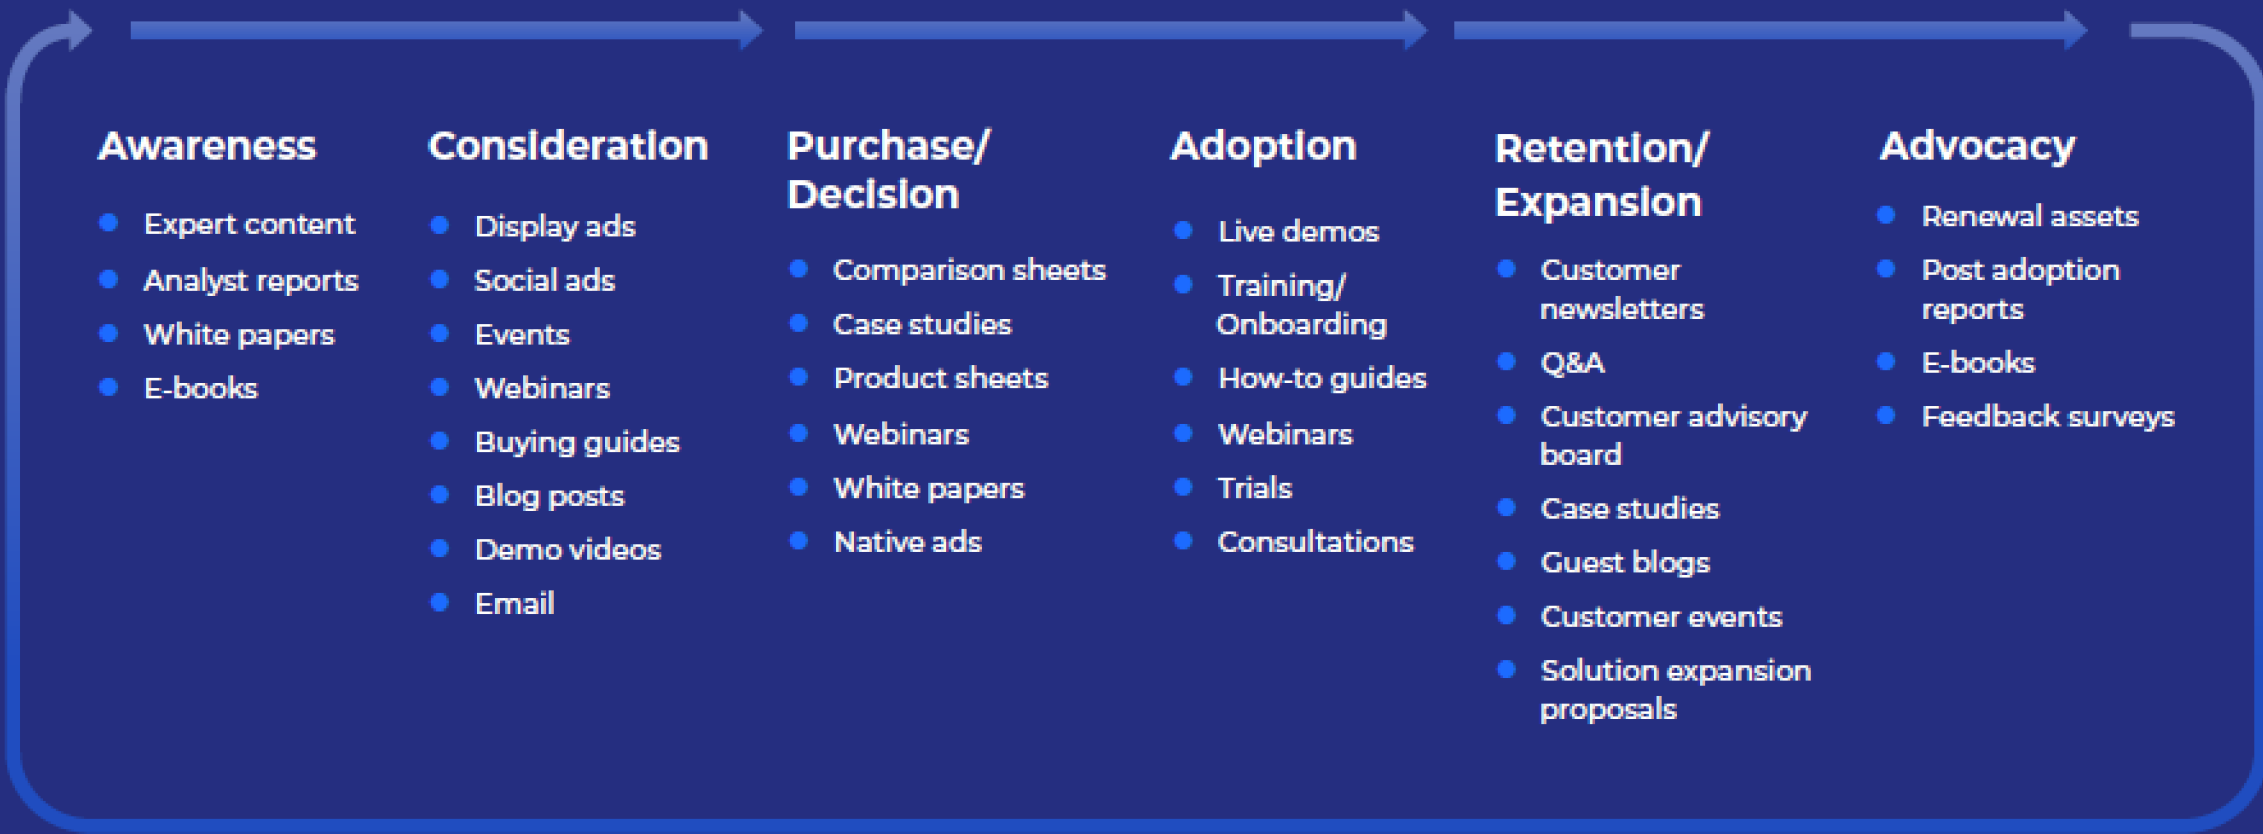 Awareness
Expert content
Analyst reports
White papers
E-books
Consideration
Display ads
Social ads
Events
Webinars
Buying guides
Blog posts
Demo videos
Email
Purchase/
Decision
Comparison sheets
Case studies
Product sheets
Webinars
White papers
Native ads
Adoption
Live demos
Training/
Onboarding
How-to guides
Webinars
Trials
Consultations
Retention/
Expansion
Customer
newsletters
Q&A
Customer advisory
board
Case studies
Guest blogs
Customer events
Solution expansion
proposals
Advocacy
Renewal assets
Post adoption
reports
E-books
Feedback surveys